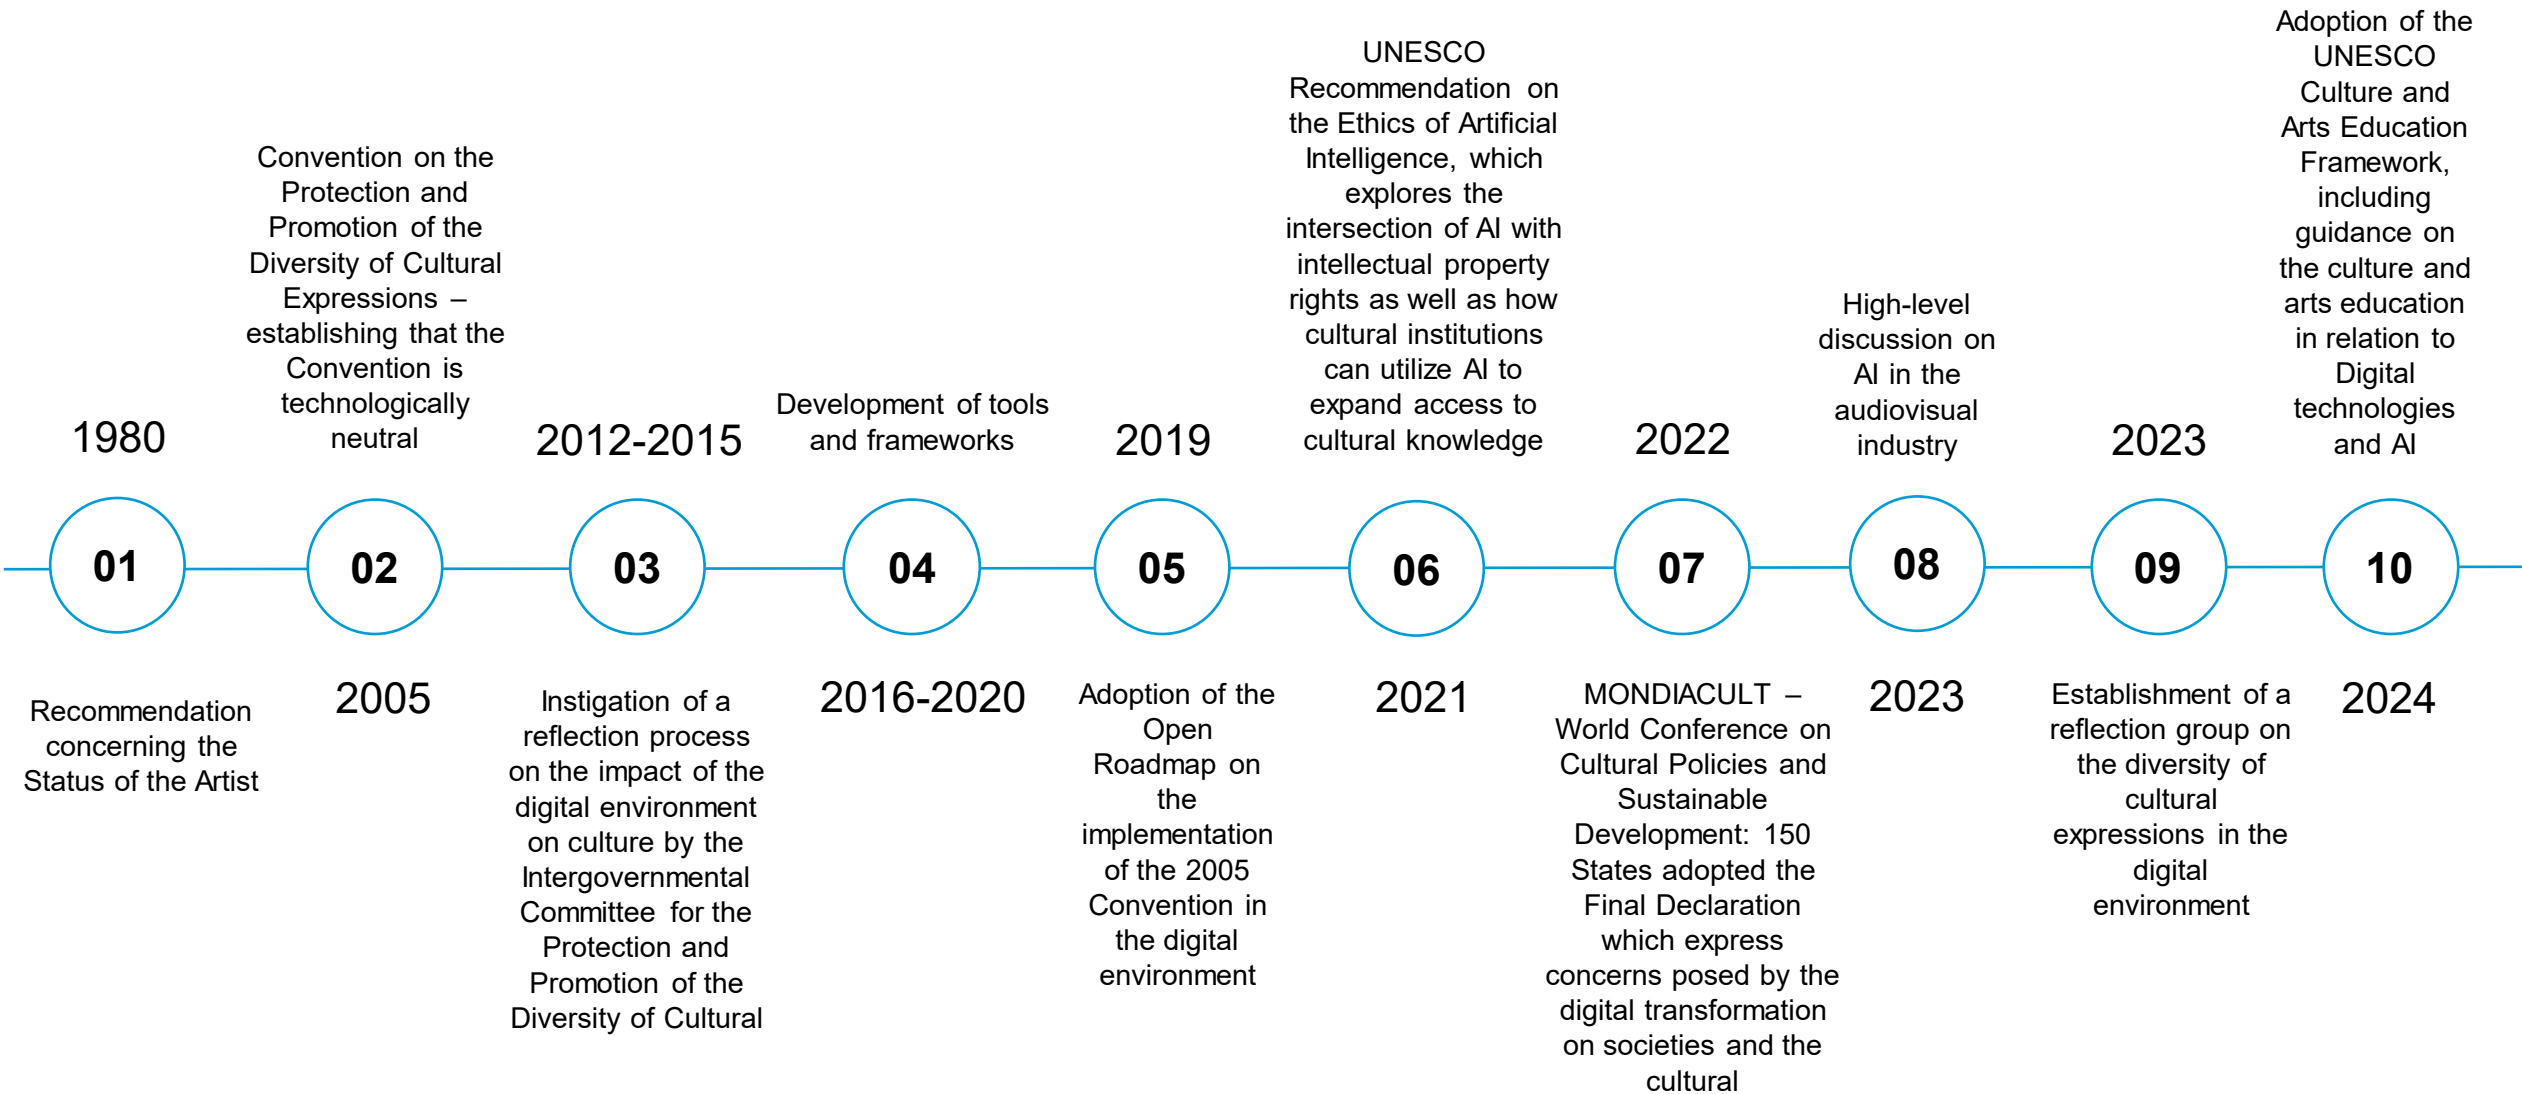 1980
01
Recommendation
concerning the
Status of the Artist
Convention on the
Protection and
Promotion of the
Diversity of Cultural
Expressions –
establishing that the
Convention is
technologically
neutral
02
2005
2012-2015
03
Instigation of a
reflection process
on the impact of the
digital environment
on culture by the
Intergovernmental
Committee for the
Protection and
Promotion of the
Diversity of Cultural
Development of tools
and frameworks
04
2016-2020
2019
05
Adoption of the
Open
Roadmap on
the
implementation
of the 2005
Convention in
the digital
environment
UNESCO
Recommendation on
the Ethics of Artificial
Intelligence, which
explores the
intersection of AI with
intellectual property
rights as well as how
cultural institutions
can utilize AI to
expand access to
cultural knowledge
06
2021
2022
07
MONDIACULT –
World Conference on
Cultural Policies and
Sustainable
Development: 150
States adopted the
Final Declaration
which express
concerns posed by the
digital transformation
on societies and the
cultural
High-level
discussion on
AI in the
audiovisual
industry
08
2023
2023
09
Establishment of a
reflection group on
the diversity of
cultural
expressions in the
digital
environment
Adoption of the
UNESCO
Culture and
Arts Education
Framework,
including
guidance on
the culture and
arts education
in relation to
Digital
technologies
and AI
10
2024